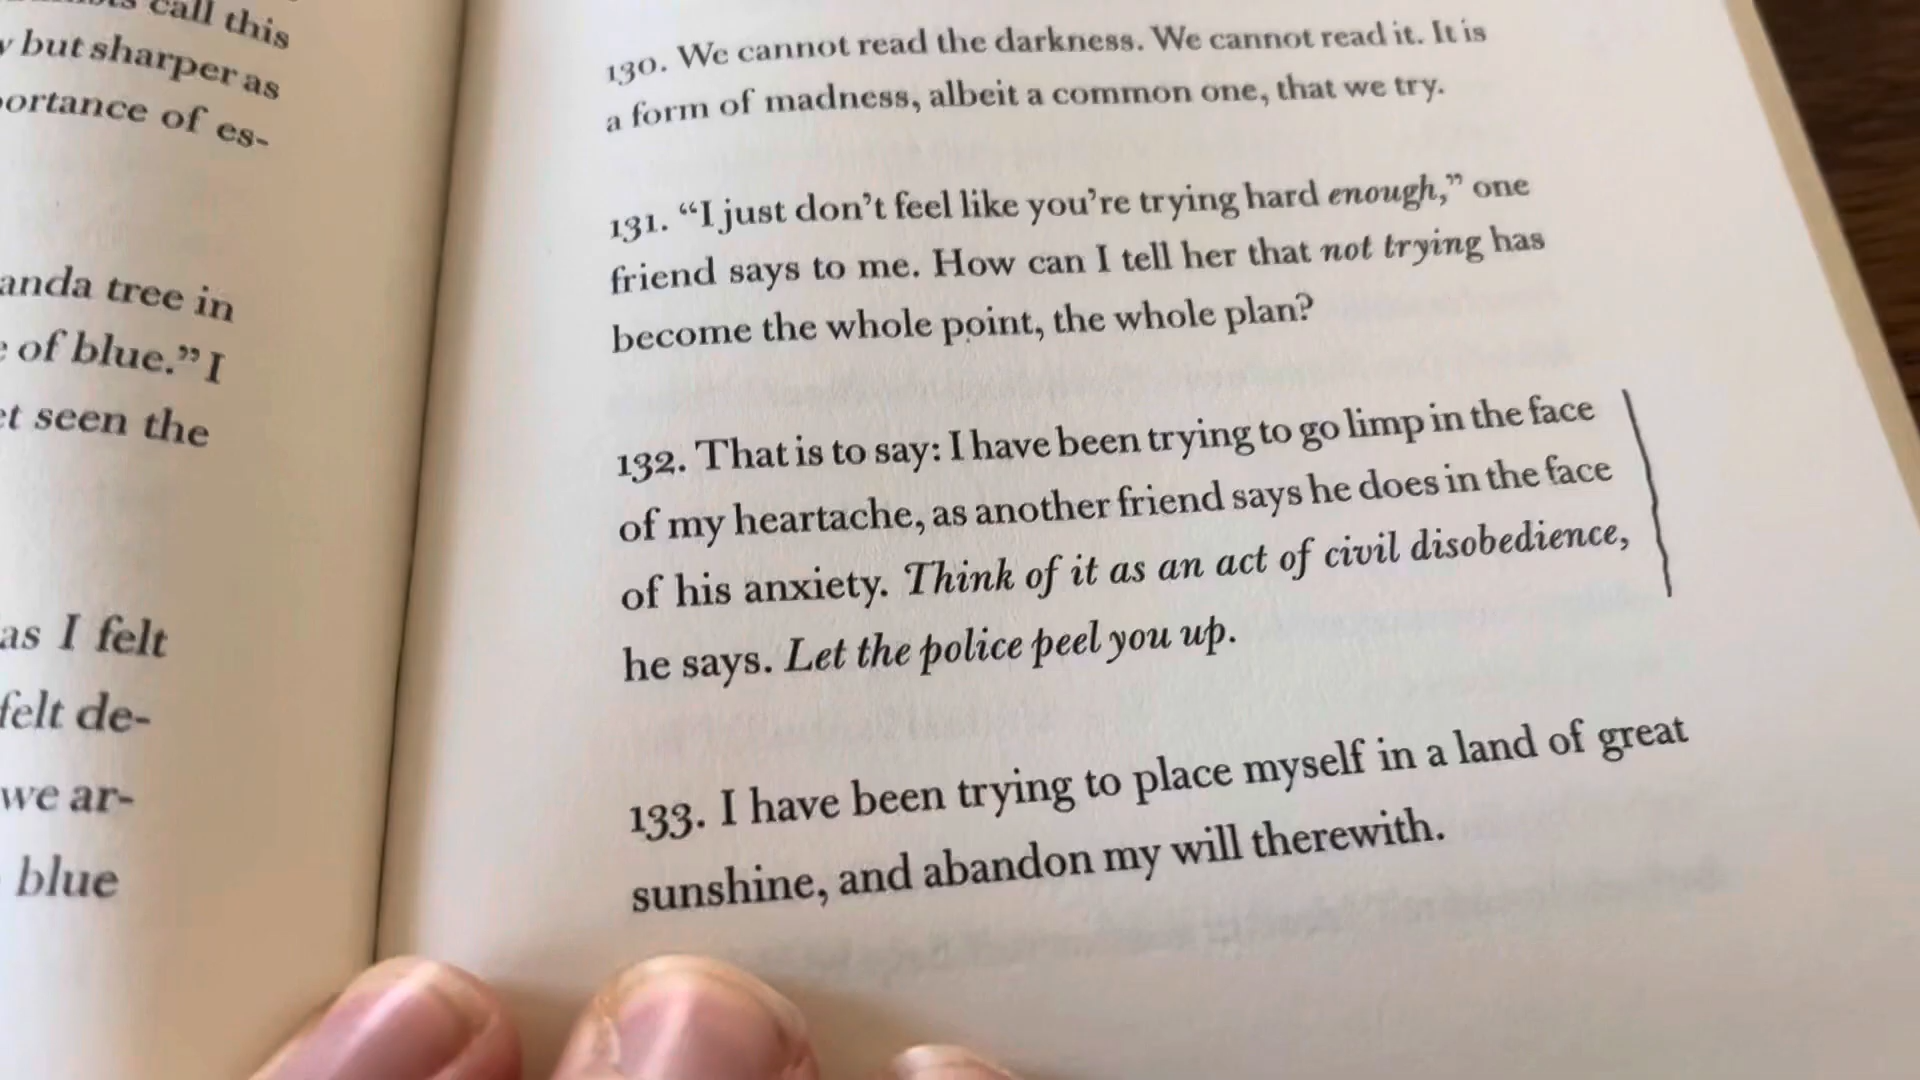 call this
but sharper as
ortance of es-
anda tree in
of blue.” I
et seen the
as I felt
felt de-
we ar-
blue
130. We cannot read the darkness. We cannot read it. It is
a form of madness, albeit a common one, that we try.
131. “I just don’t feel like you’re trying hard enough,” one
friend says to me. How can I tell her that not trying has
become the whole point, the whole plan?
132. That is to say: I have been trying to go limp in the face
of my heartache, as another friend says he does in the face
of his anxiety. Think of it as an act of civil disobedience,
he says. Let the police peel you up.
133. I have been trying to place myself in a land of great
sunshine, and abandon my will therewith.